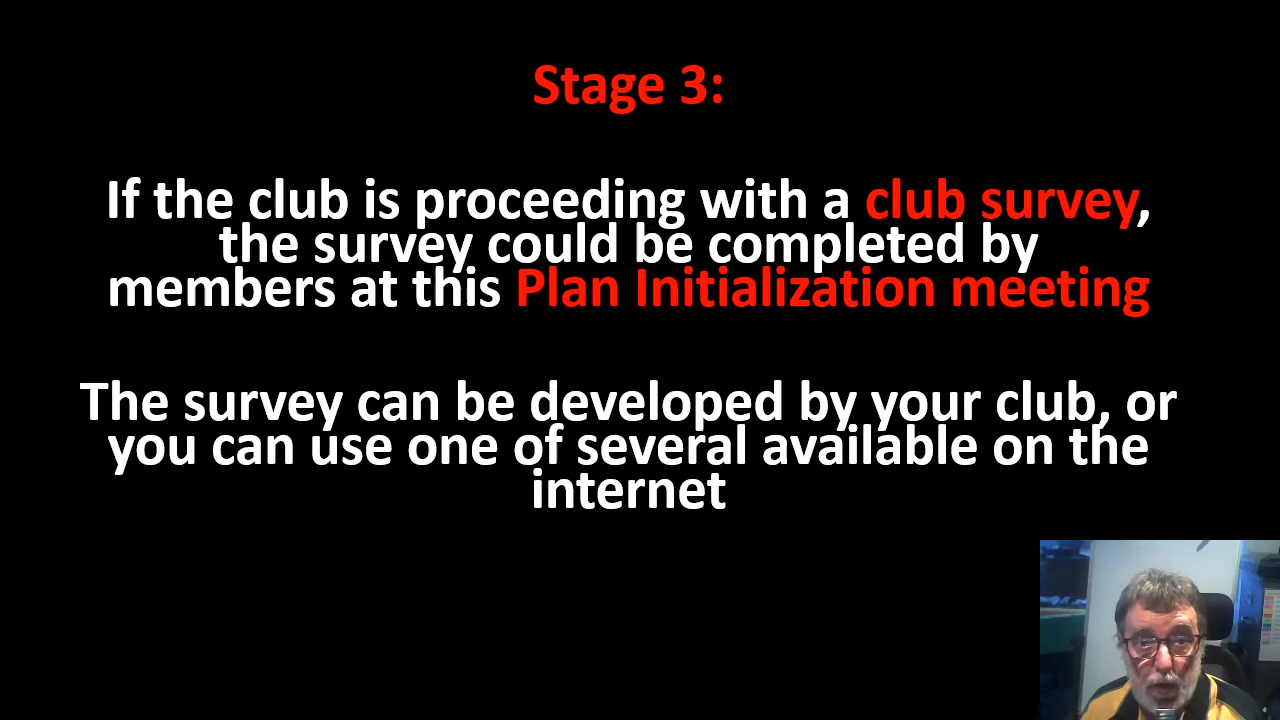 Stage 3:
If the club is proceeding with a club survey,
the survey could be completed by
members at this Plan Initialization meeting
The survey can be developed by your club, or
you can use one of several available on the
internet